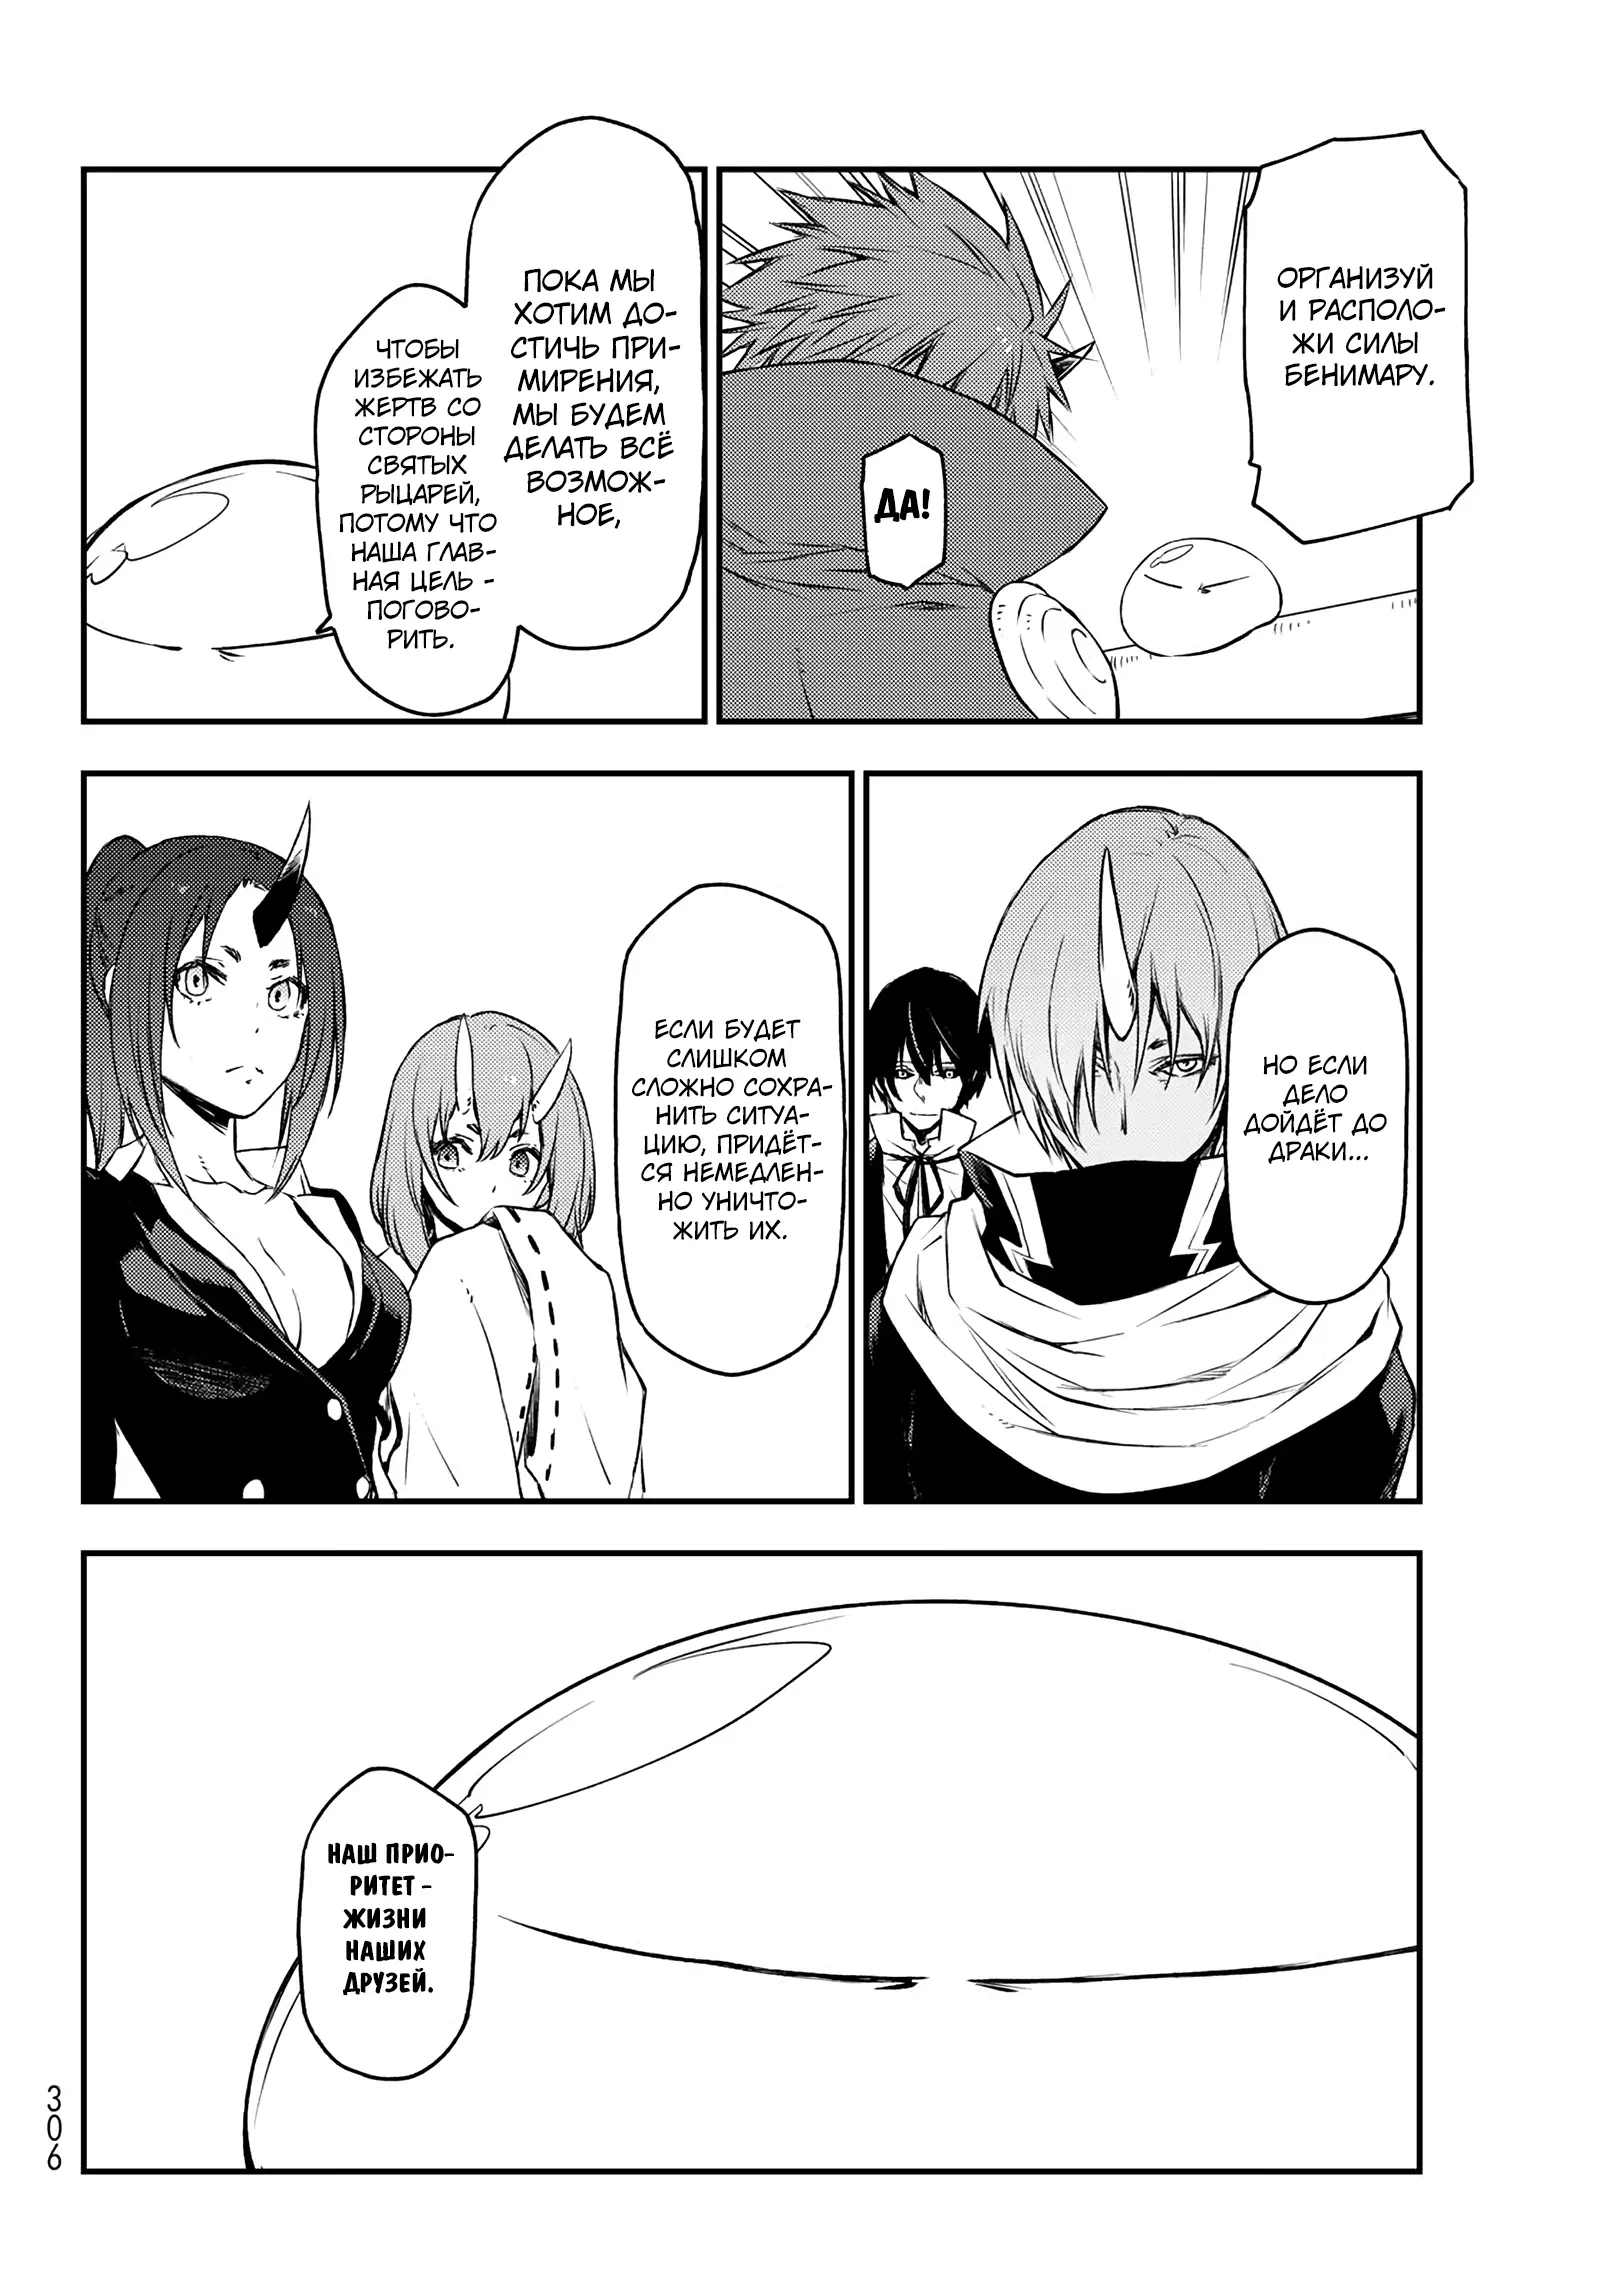 ОРГАНИЗУЙ
И РАСПОЛО-
ЖИ СИЛЫ
БЕНИМАРУ.
ДА!
ПОКА МЫ
ХОТИМ ДО-
СТИЧЬ ПРИ-
МИРЕНИЯ,
МЫ БУДЕМ
ДЕЛАТЬ ВСЁ
ВОЗМОЖ-
НОЕ,
ЧТОБЫ
ИЗБЕЖАТЬ
ЖЕРТВ СО
СТОРОНЫ
СВЯТЫХ
РЫЦАРЕЙ,
ПОТОМУ ЧТО
НАША ГЛАВ-
НАЯ ЦЕЛЬ -
ПОГОВО-
РИТЬ.
НО ЕСЛИ
ДЕЛО
ДОЙДЁТ ДО
ДРАКИ...
ЕСЛИ БУДЕТ
СЛИШКОМ
СЛОЖНО СОХРА-
НИТЬ СИТУА-
ЦИЮ, ПРИДЁТ-
СЯ НЕМЕДЛЕН-
НО УНИЧТО-
ЖИТЬ ИХ.
НАШ ПРИО-
РИТЕТ -
ЖИЗНИ
НАШИХ
ДРУЗЕЙ.
306